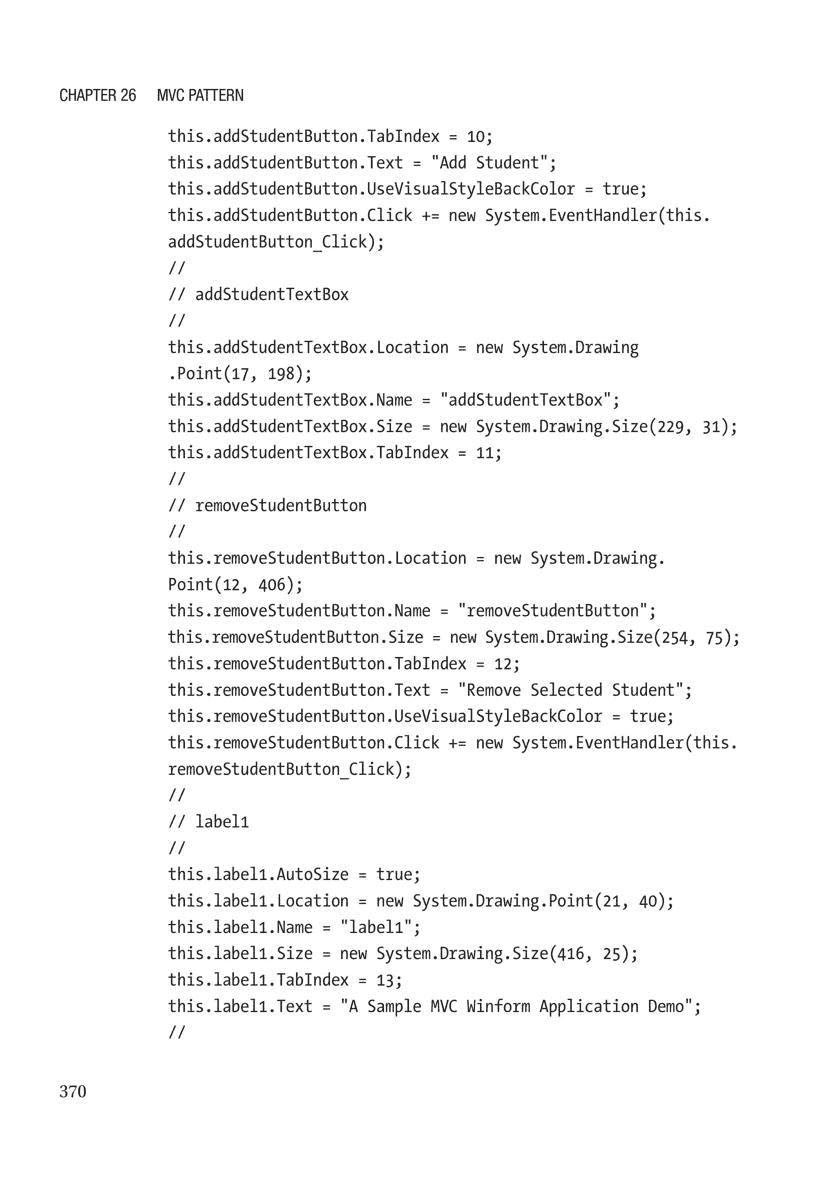 CHAPTER 26 MVC PATTERN
this.addStudentButton.TabIndex = 10;
this.addStudentButton.Text = "Add Student";
this.addStudentButton.UseVisualStyleBackColor = true;
this.addStudentButton.Click += new System.EventHandler(this.
addStudentButton_Click);
//
// addStudentTextBox
//
this.addStudentTextBox.Location = new System.Drawing
.Point(17, 198);
this.addStudentTextBox.Name = "addStudentTextBox";
this.addStudentTextBox.Size = new System.Drawing.Size(229, 31);
this.addStudentTextBox.TabIndex = 11;
//
// removeStudentButton
//
this.removeStudentButton.Location = new System.Drawing.
Point(12, 406);
this.removeStudentButton.Name = "removeStudentButton";
this.removeStudentButton.Size = new System.Drawing.Size(254, 75);
this.removeStudentButton.TabIndex = 12;
this.removeStudentButton.Text = "Remove Selected Student";
this.removeStudentButton.UseVisualStyleBackColor = true;
this.removeStudentButton.Click += new System.EventHandler(this.
removeStudentButton_Click);
//
// label1
//
this.label1.AutoSize = true;
this.label1.Location = new System.Drawing.Point(21, 40);
this.label1.Name = "label1";
this.label1.Size = new System.Drawing.Size(416, 25);
this.label1.TabIndex = 13;
this.label1.Text = "A Sample MVC Winform Application Demo";
//
370